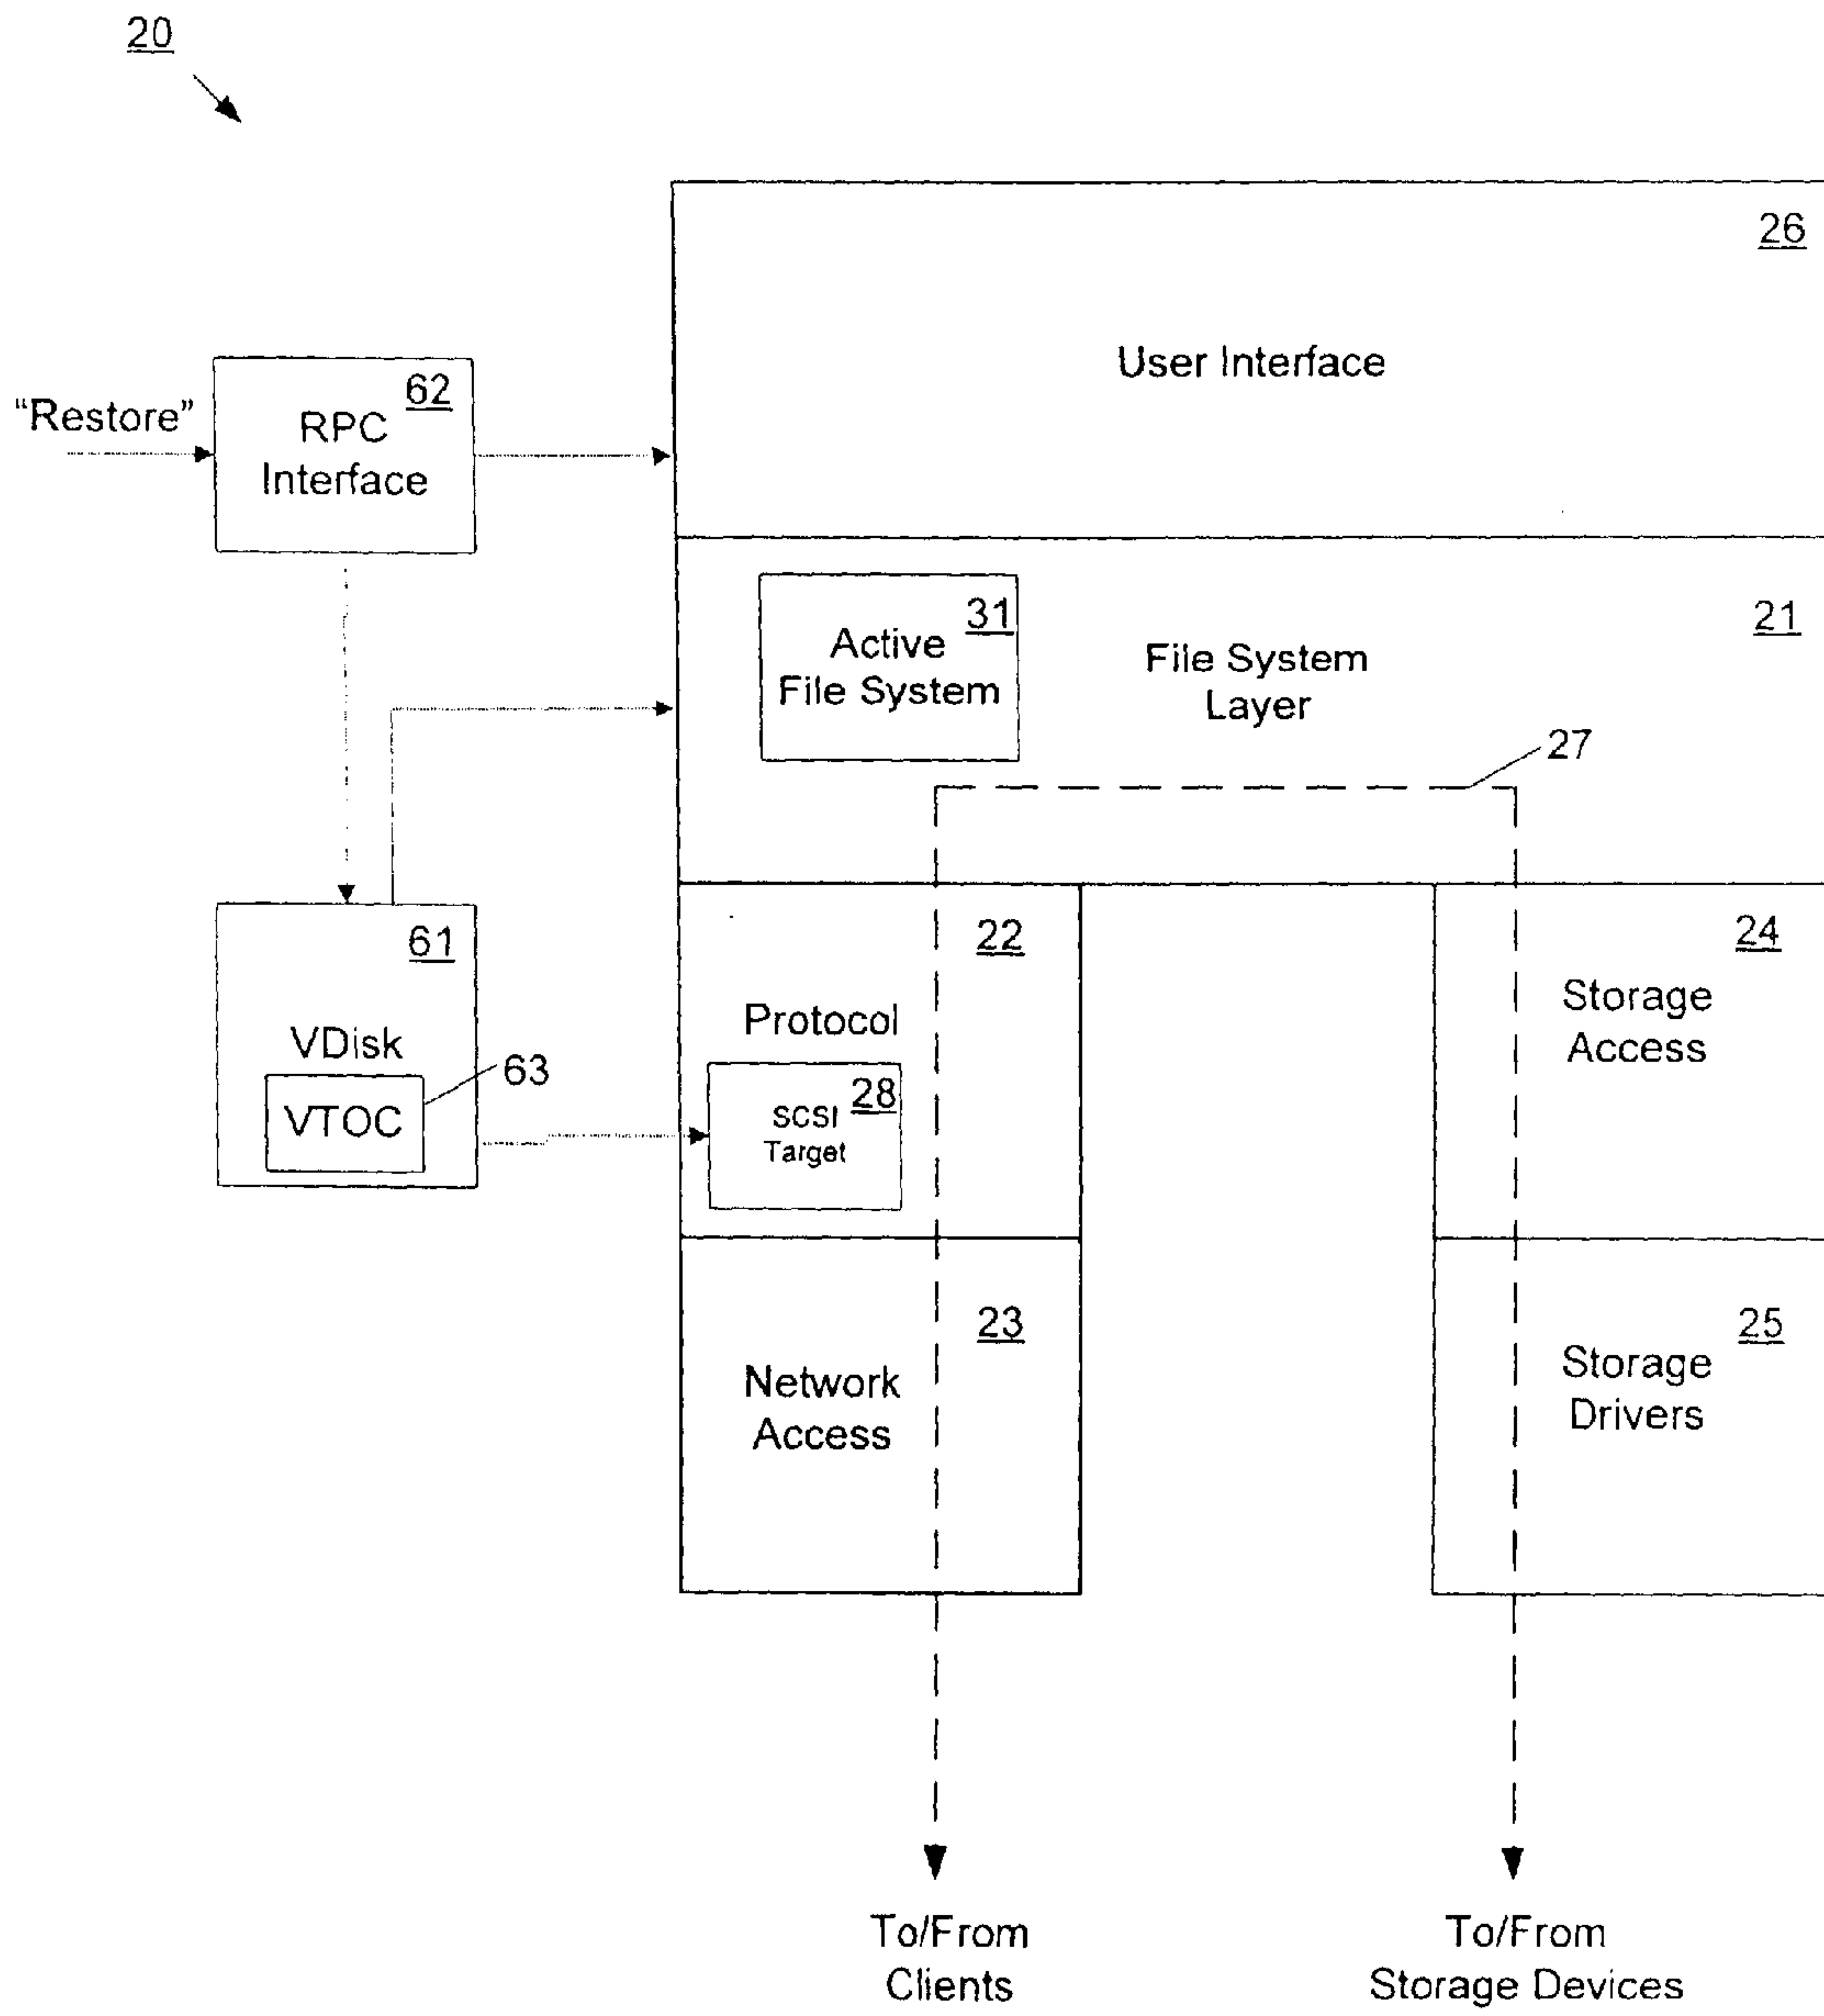 20
26
User Interface
62
"Restore"
RPC
Interface
31
Active
File System
21
File System
Layer
27
61
VDisk
VTOC
63
22
Protocol
28
SCSI
Target
24
Storage
Access
23
Network
Access
25
Storage
Drivers
To/From
Clients
To/From
Storage Devices